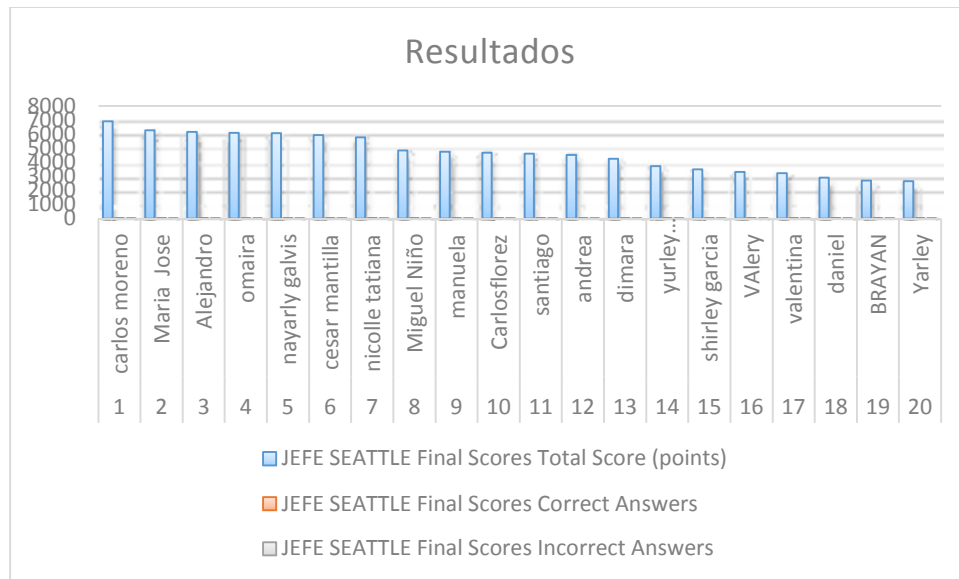 Resultados
8000
7000
6000
5000
4000
3000
2000
1000
0
carlos moreno
Maria Jose
Alejandro
omaira
nayarly galvis
cesar mantilla
nicolle tatiana
Miguel Niño
manuela
Carlosflorez
santiago
andrea
dimara
yurley...
shirley garcia
VAlery
valentina
daniel
BRAYAN
Yarley
1 2 3 4 5 6 7 8 9 10 11 12 13 14 15 16 17 18 19 20
JEFE SEATTLE Final Scores Total Score (points)
JEFE SEATTLE Final Scores Correct Answers
JEFE SEATTLE Final Scores Incorrect Answers